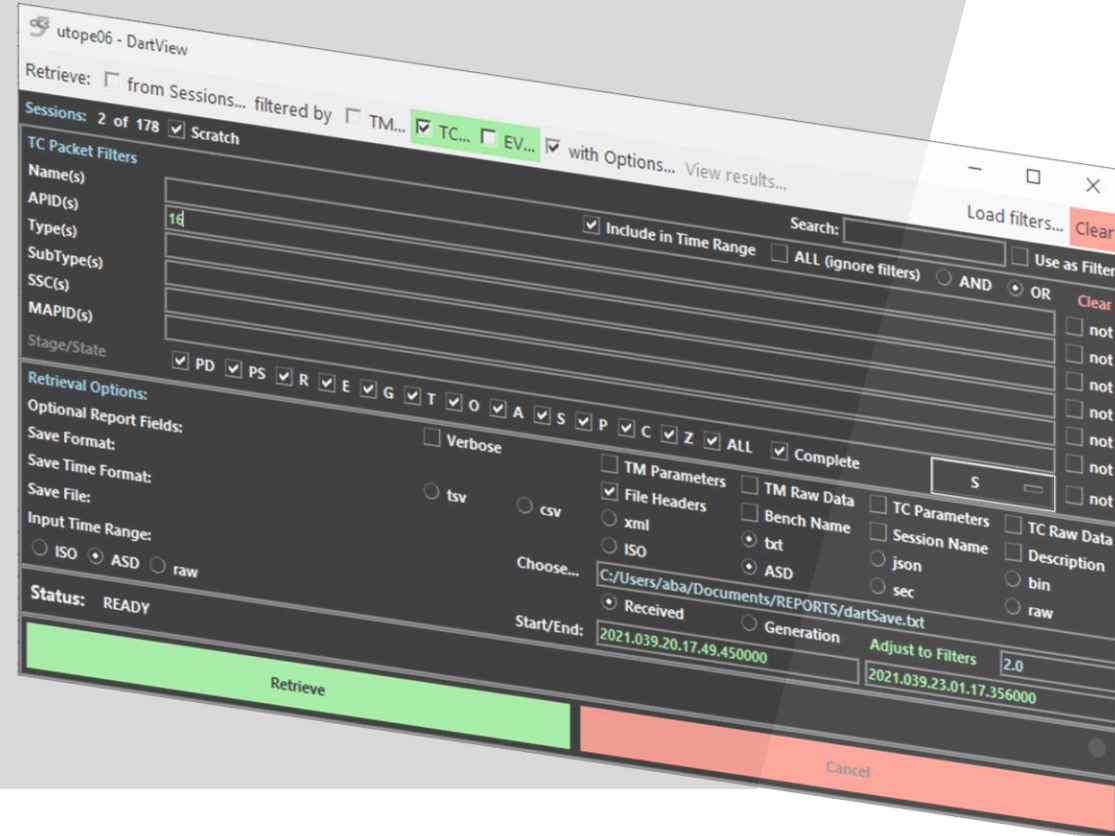 utope06 - DartView
Retrieve: from Sessions... filtered by TM... TC... EV... with Options... View results... Load filters... Clear
Sessions: 2 of 178 Scratch Search: Use as Filter
TC Packet Filters Include in Time Range ALL (ignore filters) AND OR Clear
Name(s) not
APID(s) 16 not
Type(s) not
SubType(s) not
SSC(s) not
MAPID(s) not
Stage/State PD PS R E G T O A S P C Z ALL Complete S not
Retrieval Options:
Optional Report Fields: Verbose TM Parameters TM Raw Data TC Parameters TC Raw Data
File Headers Bench Name Session Name Description
Save Format: tsv csv xml txt json bin
Save Time Format: ISO ASD sec raw
Save File: Choose... C:/Users/aba/Documents/REPORTS/dartSave.txt
Input Time Range: Received Generation Adjust to Filters 2.0
ISO ASD raw Start/End: 2021.039.20.17.49.450000 2021.039.23.01.17.356000
Status: READY
Retrieve Cancel